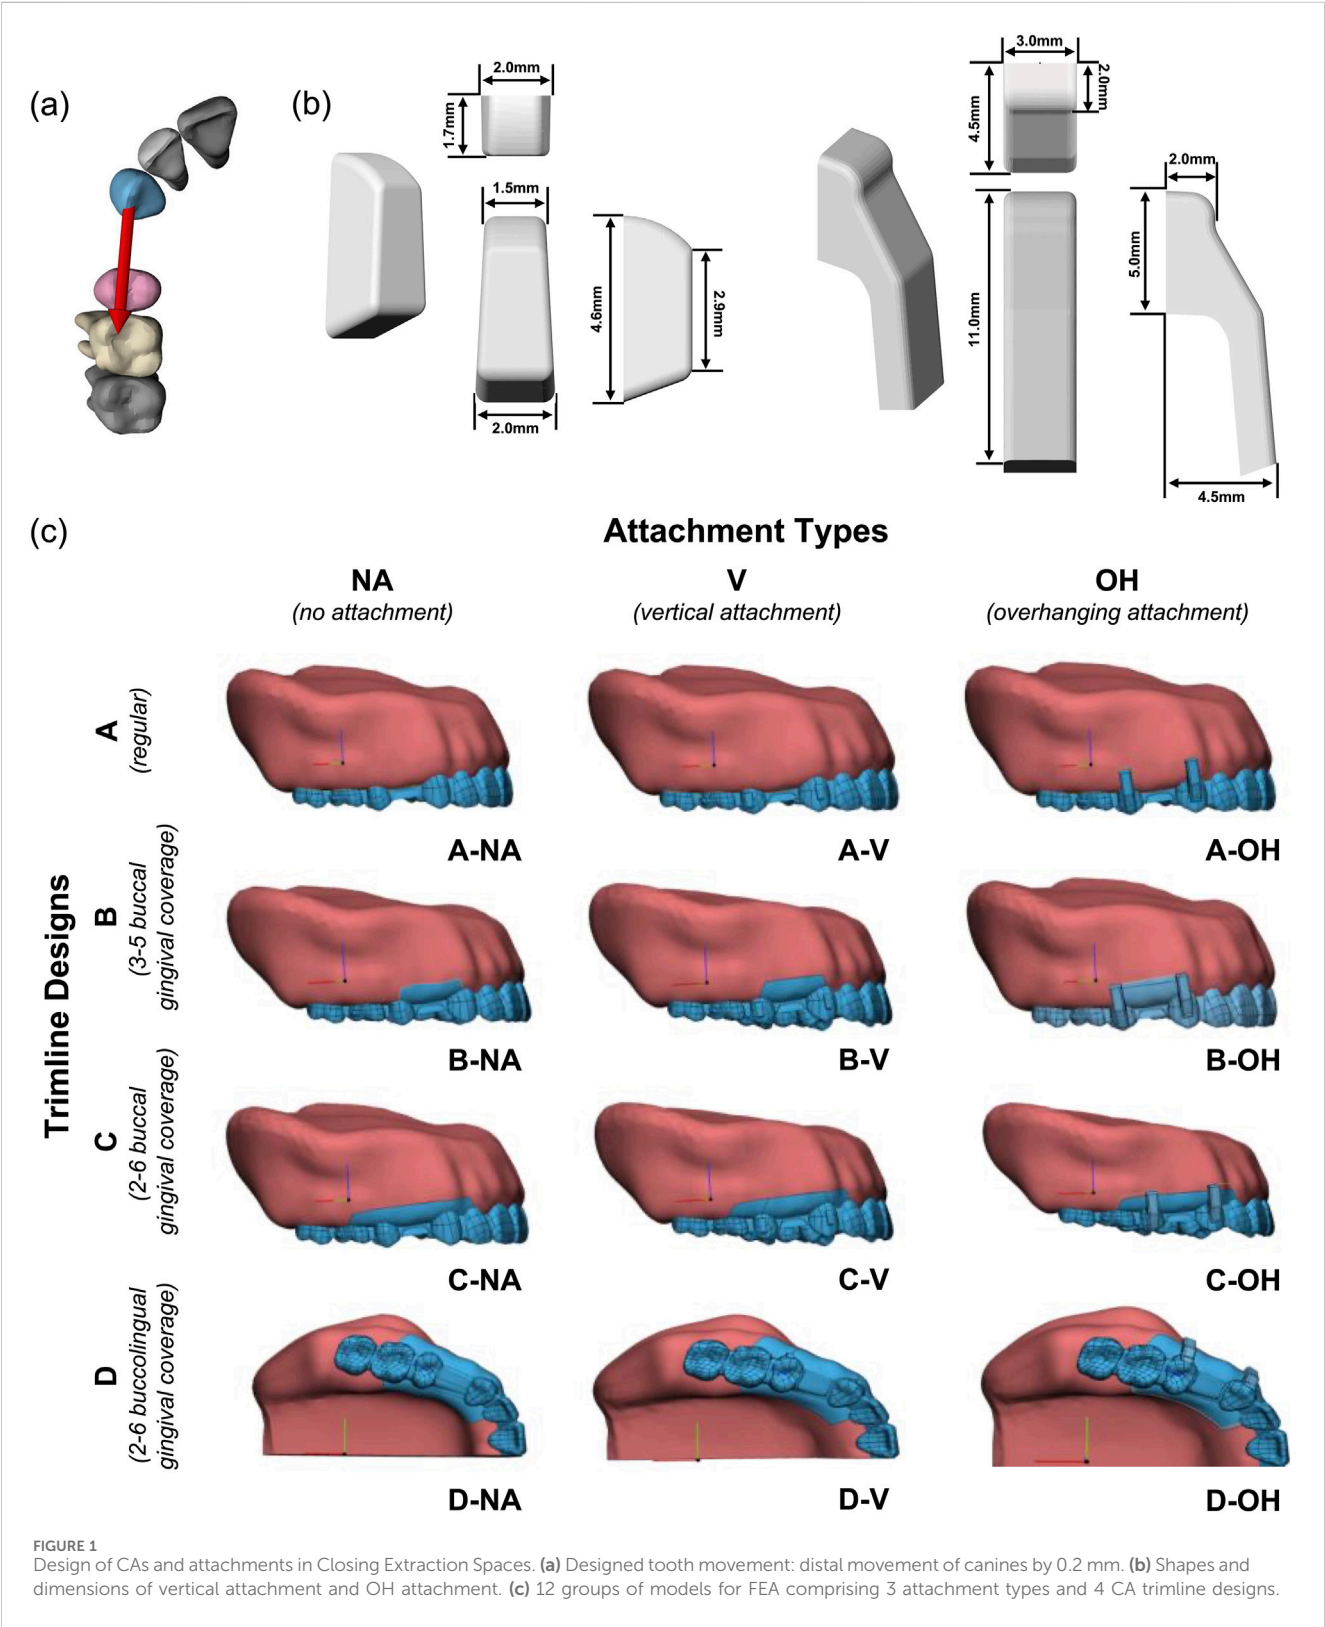 (a)
(b)
2.0mm
1.7mm
1.5mm
2.0mm
4.6mm
2.9mm
3.0mm
4.5mm
2.0mm
11.0mm
2.0mm
5.0mm
4.5mm
(c)
Attachment Types
NA
(no attachment)
V
(vertical attachment)
OH
(overhanging attachment)
Trimline Designs
A
(regular)
A-NA
A-V
A-OH
B
(3-5 buccal
gingival coverage)
B-NA
B-V
B-OH
C
(2-6 buccal
gingival coverage)
C-NA
C-V
C-OH
D
(2-6 buccolingual
gingival coverage)
D-NA
D-V
D-OH
FIGURE 1
Design of CAs and attachments in Closing Extraction Spaces. (a) Designed tooth movement: distal movement of canines by 0.2 mm. (b) Shapes and
dimensions of vertical attachment and OH attachment. (c) 12 groups of models for FEA comprising 3 attachment types and 4 CA trimline designs.